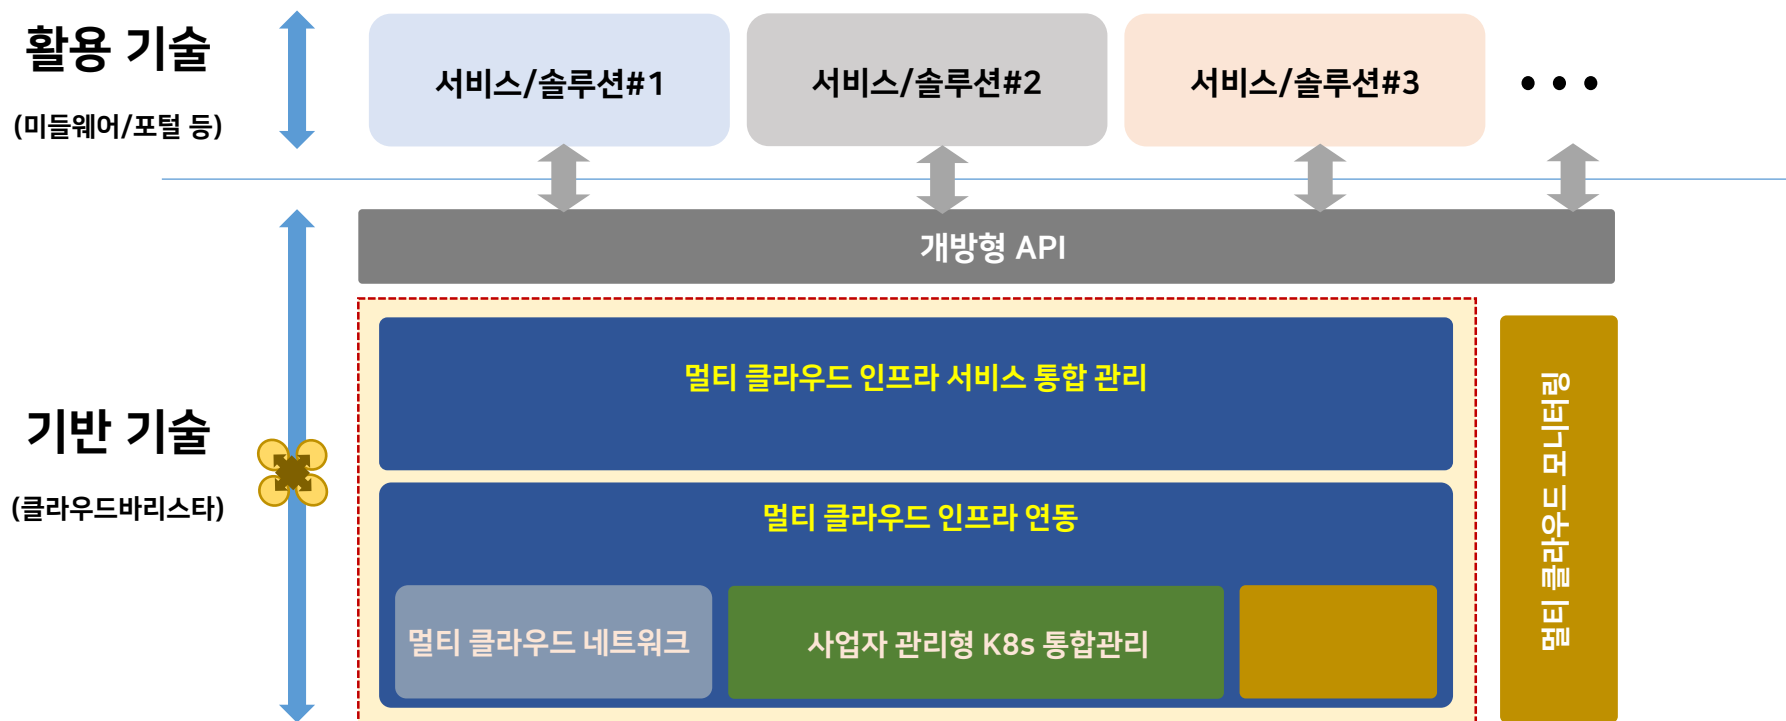 활용 기술
(미들웨어/포털 등)
서비스/솔루션#1
서비스/솔루션#2
서비스/솔루션#3
•••
개방형 API
기반 기술
(클라우드바리스타)
멀티 클라우드 인프라 서비스 통합 관리
멀티 클라우드 인프라 연동
멀티 클라우드 네트워크
사업자 관리형 K8s 통합관리
멀티 클라우드 모니터링